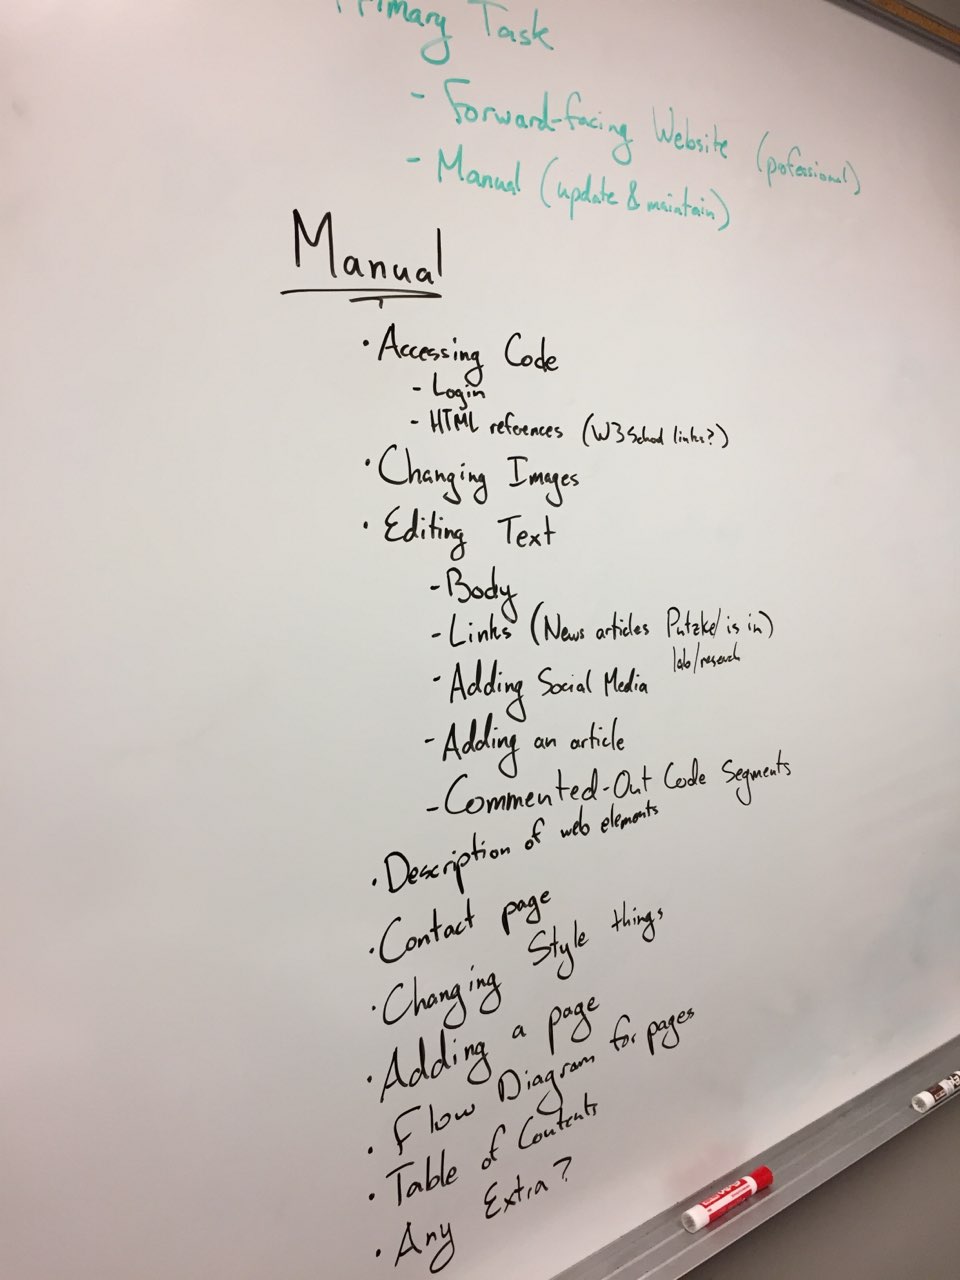 Primary Task
- Forward-facing Website (pofessional)
- Manual (update & maintain)
Manual
· Accessing Code
- Login
- HTML references (W3School links?)
· Changing Images
· Editing Text
- Body
- Links (News articles Putzke/ is in)
lab/research
- Adding Social Media
- Adding an article
- Commented-Out Code Segments
· Description of web elements
· Contact page
· Changing Style things
· Adding a page
· Flow Diagram for pages
· Table of Contents
· Any Extra?